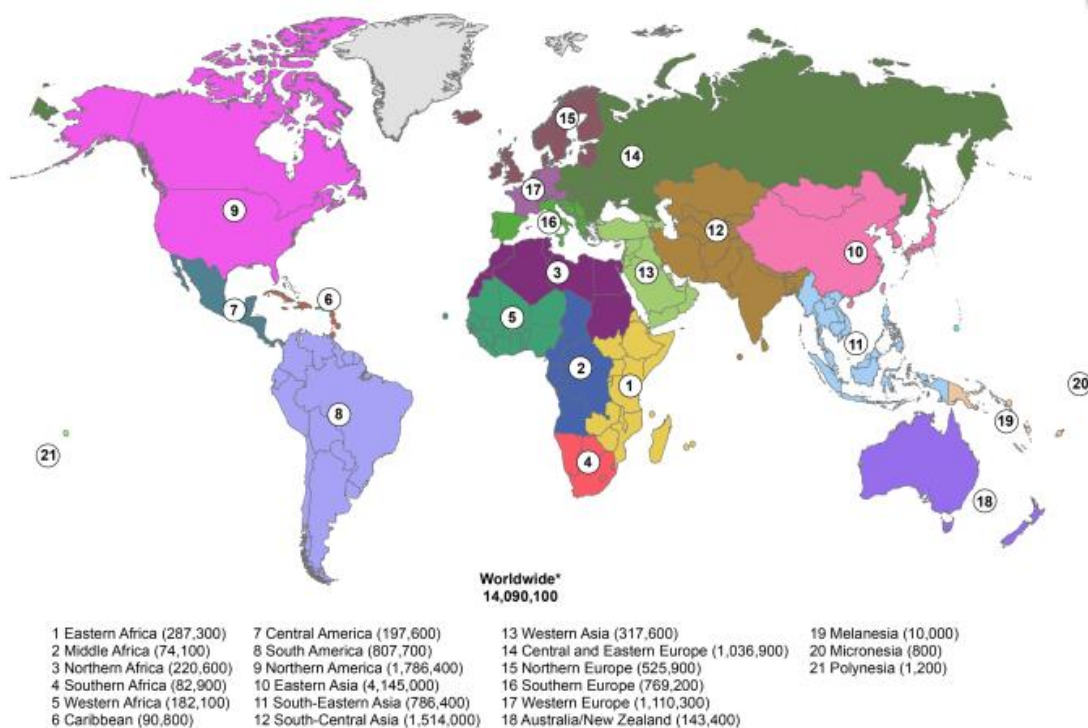 15
14
17
9
16
12
10
13
3
6
7
5
11
2
1
20
8
19
21
4
18
Worldwide*
14,090,100
1 Eastern Africa (287,300)
2 Middle Africa (74,100)
3 Northern Africa (220,600)
4 Southern Africa (82,900)
5 Western Africa (182,100)
6 Caribbean (90,800)
7 Central America (197,600)
8 South America (807,700)
9 Northern America (1,786,400)
10 Eastern Asia (4,145,000)
11 South-Eastern Asia (786,400)
12 South-Central Asia (1,514,000)
13 Western Asia (317,600)
14 Central and Eastern Europe (1,036,900)
15 Northern Europe (525,900)
16 Southern Europe (769,200)
17 Western Europe (1,110,300)
18 Australia/New Zealand (143,400)
19 Melanesia (10,000)
20 Micronesia (800)
21 Polynesia (1,200)